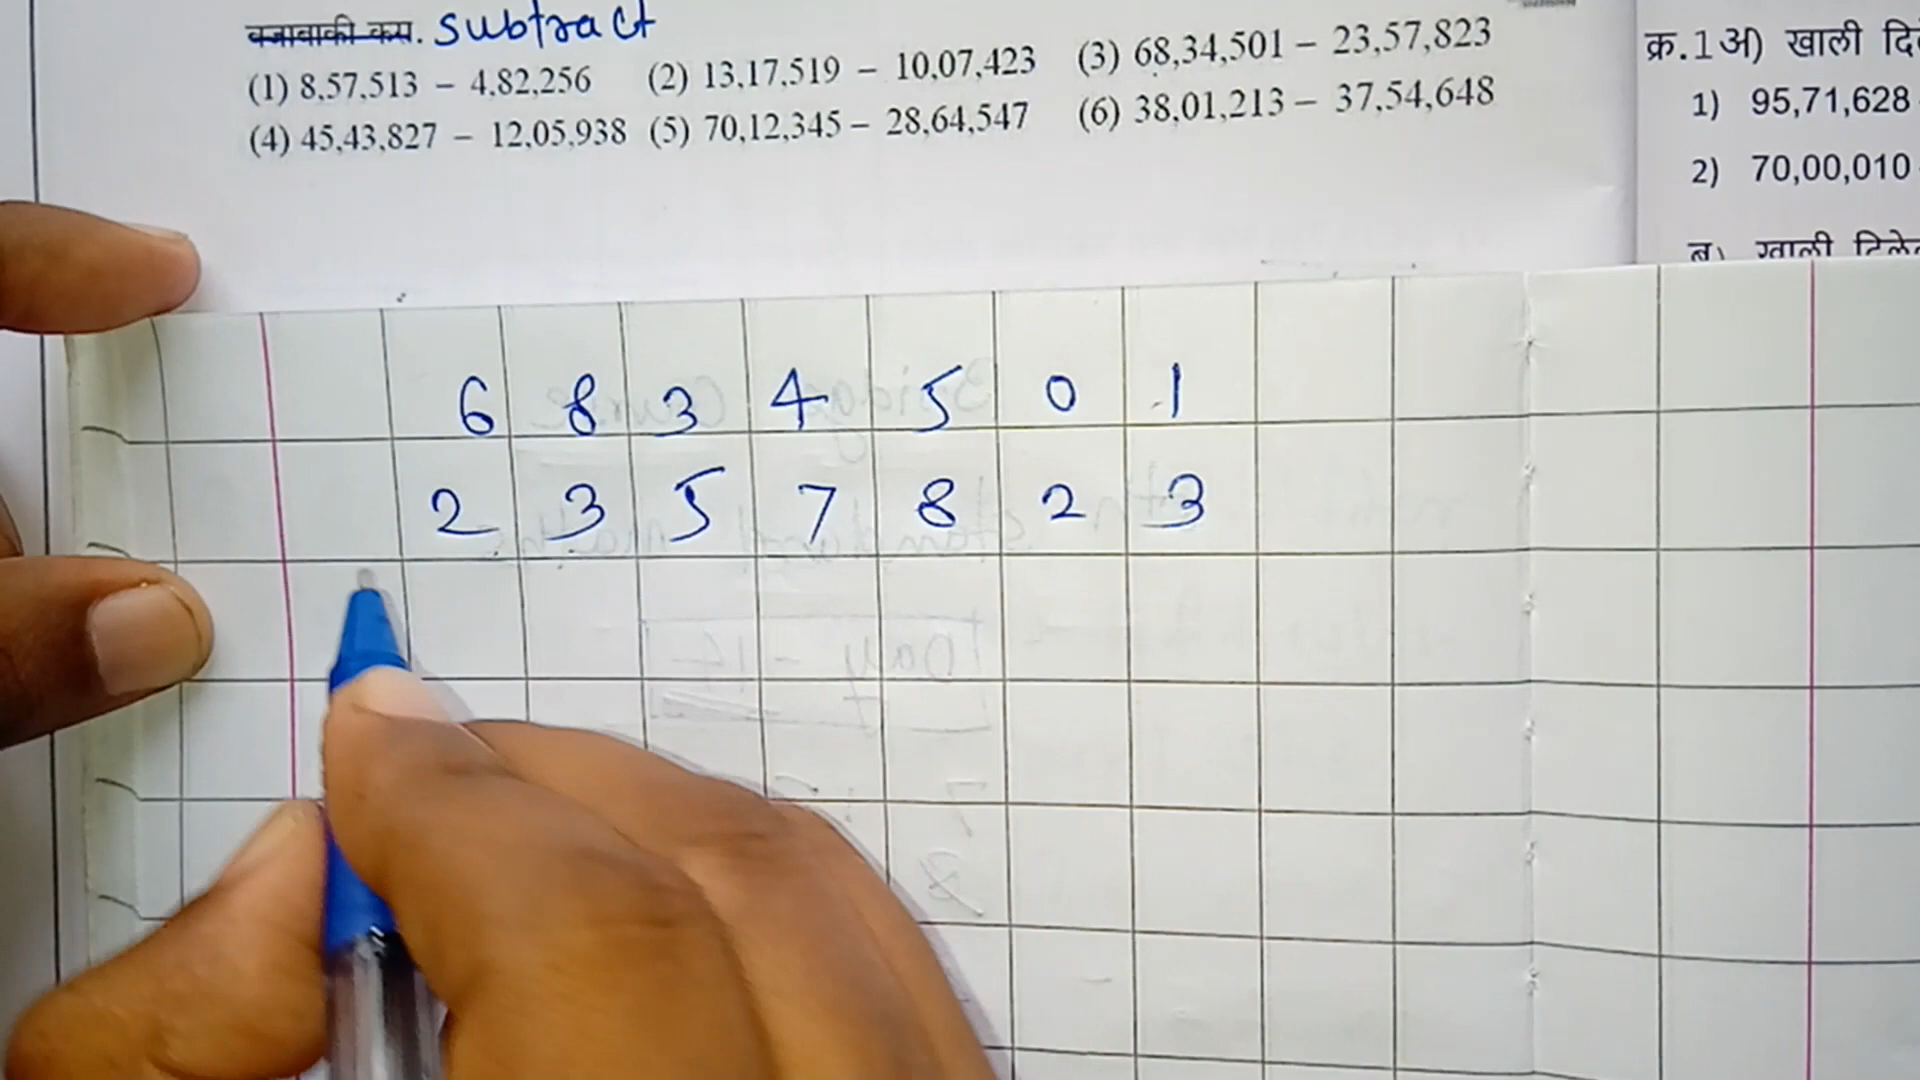 वजाबाकी करा. subtract
(1) 8,57,513 – 4,82,256 (2) 13,17,519 – 10,07,423 (3) 68,34,501 – 23,57,823
(4) 45,43,827 – 12,05,938 (5) 70,12,345 – 28,64,547 (6) 38,01,213 – 37,54,648
क्र.1अ) खाली
1) 95,71,628
2) 70,00,010
ब) खाली
6 8 3 4 5 0 1
2 3 5 7 8 2 3